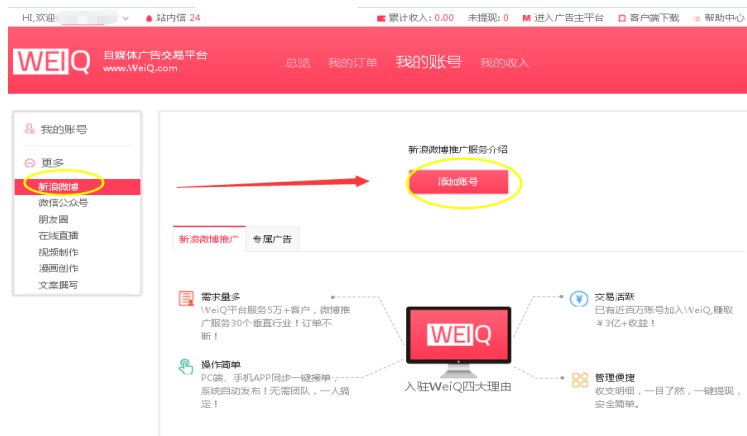 HI,欢迎
站内信 24
累计收入: 0.00 未提现: 0 进入广告主平台 客户端下载 帮助中心
WEIQ
自媒体广告交易平台
www.WeiQ.com
总览 我的订单 我的账号 我的收入
我的账号
更多
新浪微博
微信公众号
朋友圈
在线直播
视频制作
漫画创作
文案撰写
新浪微博推广服务介绍
添加账号
新浪微博推广 专属广告
需求量多
WeiQ平台服务5万+客户,微博推
广服务30个垂直行业!订单不
断!
操作简单
PC端、手机APP同步一键接单,
系统自动发布!无需团队,一人搞
定!
WEIQ
入驻WeiQ四大理由
交易活跃
已有近百万账号加入WeiQ,赚取
¥3亿+收益!
管理便捷
收支明细,一目了然,一键提现,
安全简单。